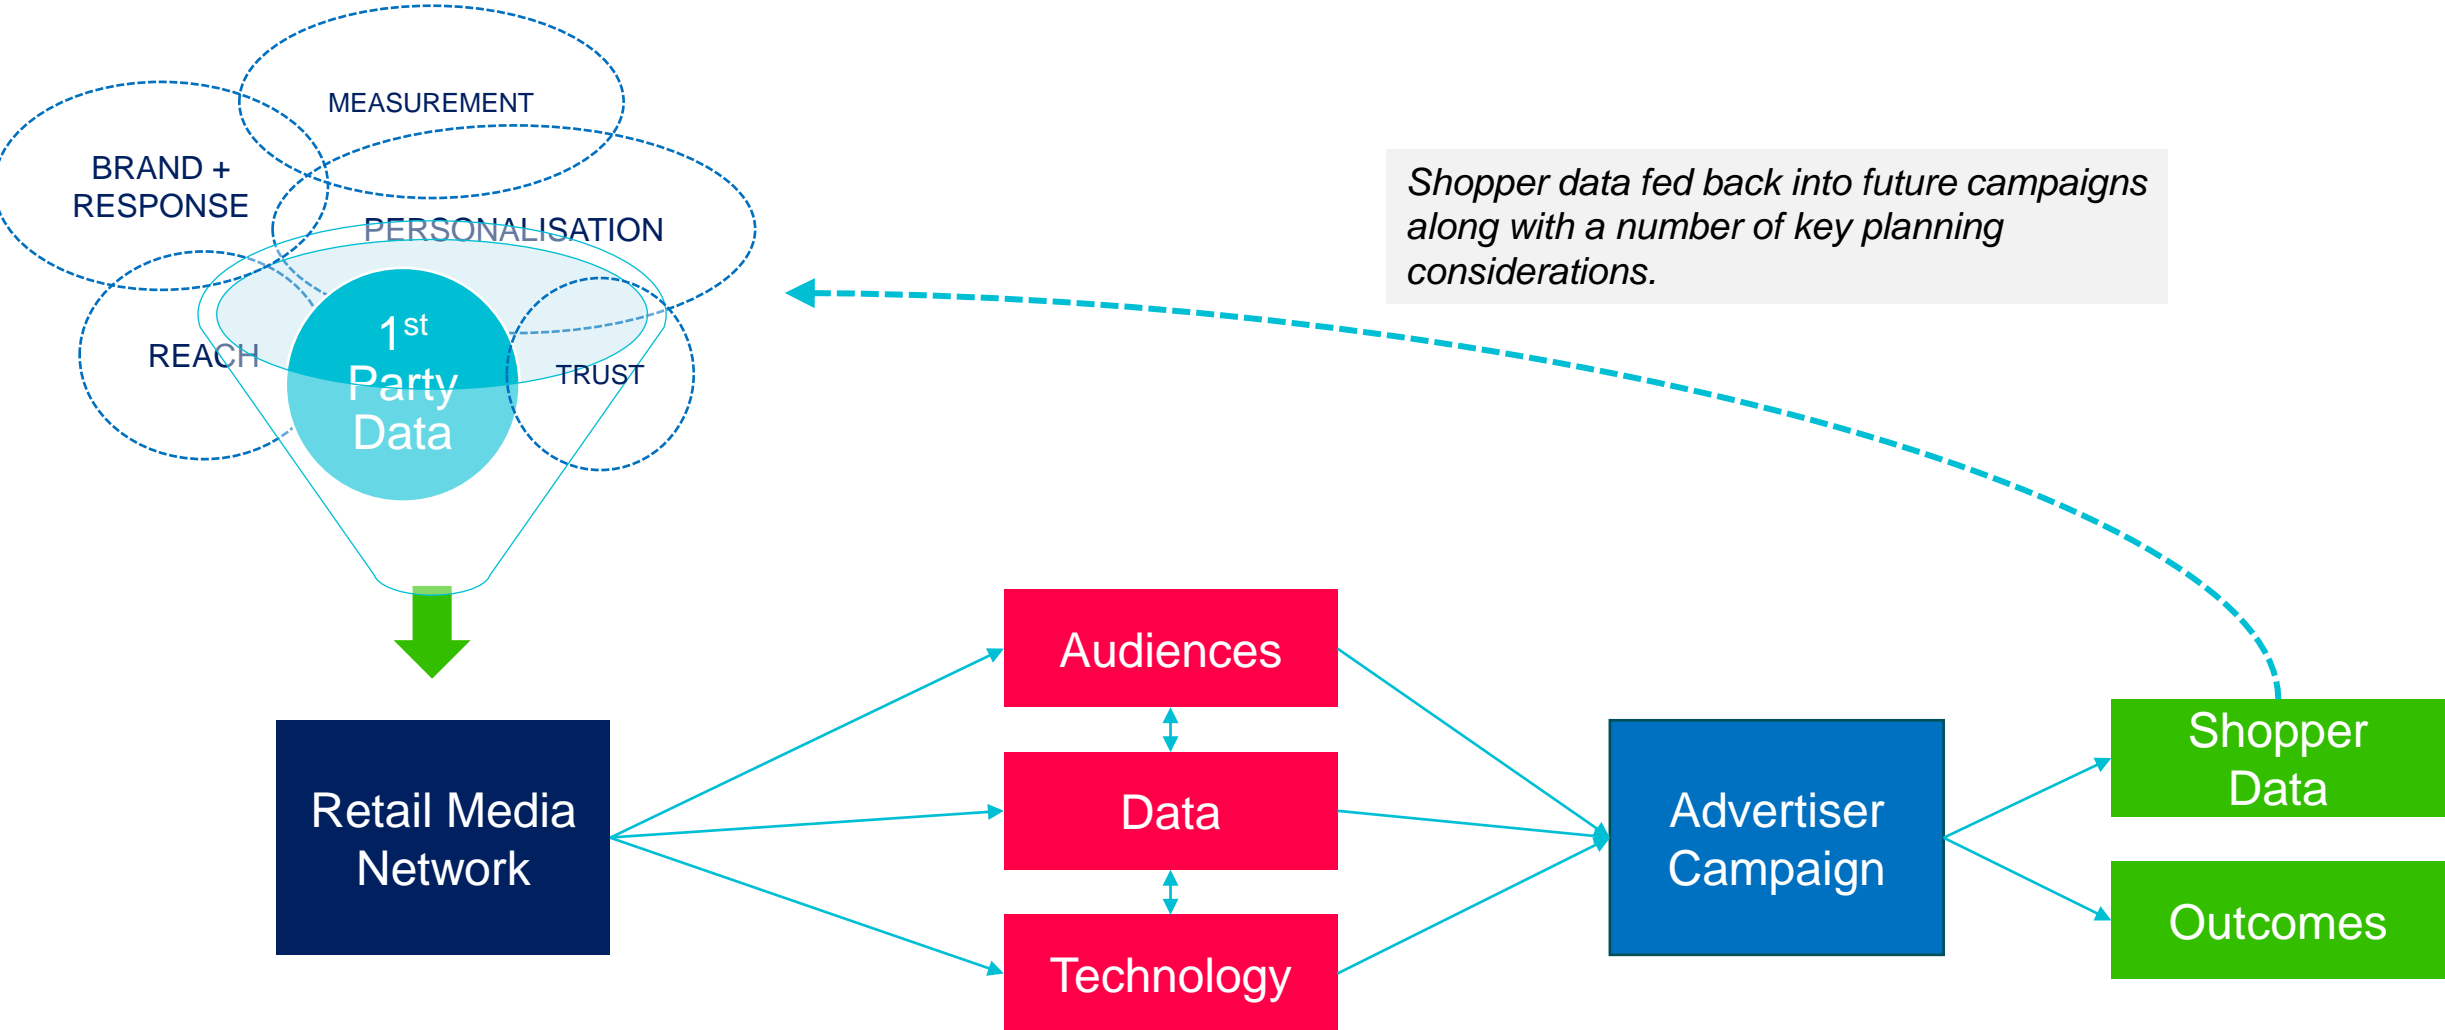 MEASUREMENT
BRAND +
RESPONSE
PERSONALISATION
REACH
1st
Party
Data
TRUST
Shopper data fed back into future campaigns
along with a number of key planning
considerations.
Retail Media
Network
Audiences
Data
Technology
Advertiser
Campaign
Shopper
Data
Outcomes